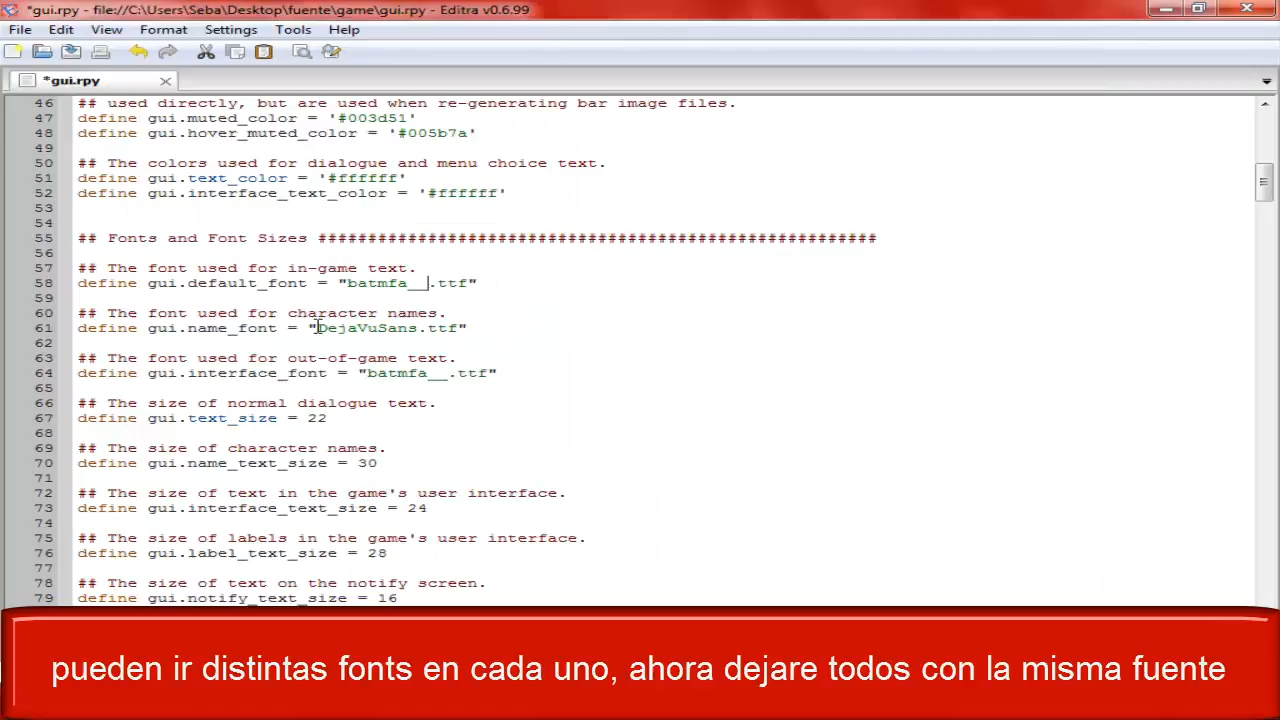 *gui.rpy - file://C:\Users\Seba\Desktop\fuente\game\gui.rpy - Editra v0.6.99
File Edit View Format Settings Tools Help
*gui.rpy
46 ## used directly, but are used when re-generating bar image files.
47 define gui.muted_color = '#003d51'
48 define gui.hover_muted_color = '#005b7a'
49
50 ## The colors used for dialogue and menu choice text.
51 define gui.text_color = '#ffffff'
52 define gui.interface_text_color = '#ffffff'
53
54
55 ## Fonts and Font Sizes ########################################################
56
57 ## The font used for in-game text.
58 define gui.default_font = "batmfa__.ttf"
59
60 ## The font used for character names.
61 define gui.name_font = "DejaVuSans.ttf"
62
63 ## The font used for out-of-game text.
64 define gui.interface_font = "batmfa__.ttf"
65
66 ## The size of normal dialogue text.
67 define gui.text_size = 22
68
69 ## The size of character names.
70 define gui.name_text_size = 30
71
72 ## The size of text in the game's user interface.
73 define gui.interface_text_size = 24
74
75 ## The size of labels in the game's user interface.
76 define gui.label_text_size = 28
77
78 ## The size of text on the notify screen.
79 define gui.notify_text_size = 16
pueden ir distintas fonts en cada uno, ahora dejare todos con la misma fuente